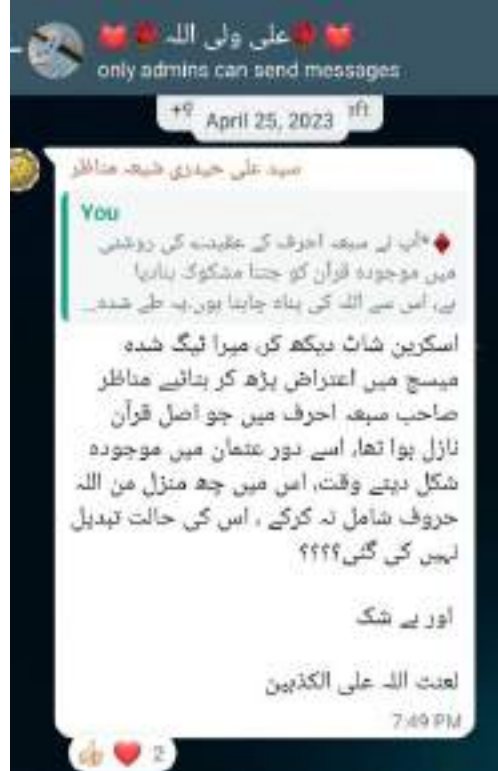 علی ولی اللہ
only admins can send messages
April 25, 2023
سید علی حیدری شیعہ مناظر
You
آپ نے سبعہ احرف کے عقیدے کی روشنی
میں موجودہ قرآن کو جتنا مشکوک بنادیا
ہے، اس سے اللہ کی پناہ چاہتا ہوں.یہ طے شدہ...
اسکرین شاٹ دیکھ کر، میرا ٹیگ شدہ
میسج میں اعتراض پڑھ کر بتائیے مناظر
صاحب سبعہ احرف میں جو اصل قرآن
نازل ہوا تھا، اسے دور عثمان میں موجودہ
شکل دیتے وقت، اس میں چھ منزل من اللہ
حروف شامل نہ کرکے ، اس کی حالت تبدیل
نہیں کی گئی؟؟؟؟
اور بے شک
لعنت اللہ علی الکذبین
7:49 PM
2